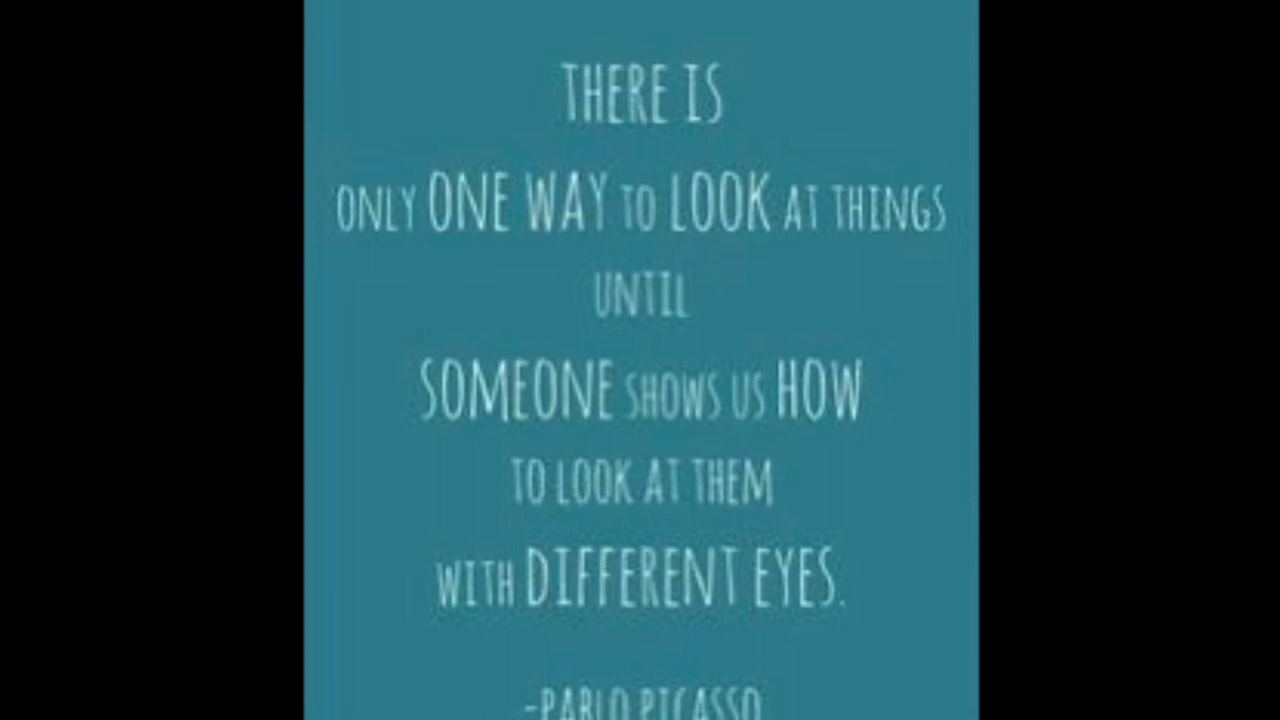 THERE IS
ONLY ONE WAY TO LOOK AT THINGS
UNTIL
SOMEONE SHOWS US HOW
TO LOOK AT THEM
WITH DIFFERENT EYES.
-PABLO PICASSO